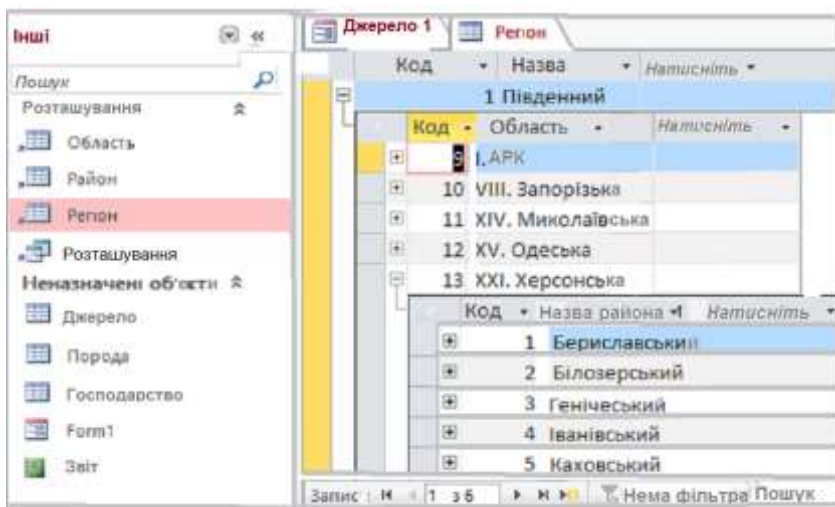 Інші
Пошук
Розташування
Область
Район
Регіон
Розташування
Неназначені об'єкти
Джерело
Порода
Господарство
Form1
Звіт
Джерело 1 Регіон
Код Назва Натисніть
1 Південний
Код Область Натисніть
9 I. АРК
10 VIII. Запорізька
11 XIV. Миколаївська
12 XV. Одеська
13 XXI. Херсонська
Код Назва района Натисніть
1 Бериславський
2 Білозерський
3 Генічеський
4 Іванівський
5 Каховський
Запис : 1 з 6 Нема фільтра Пошук